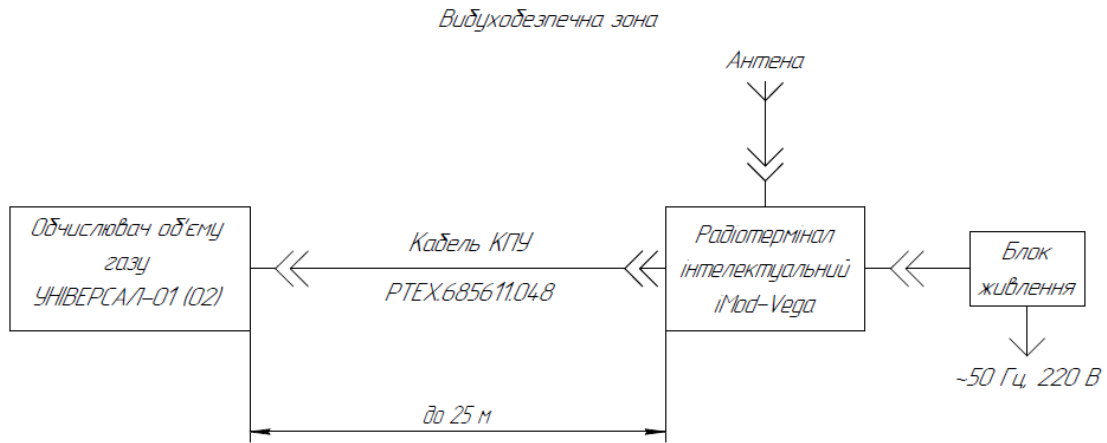 Вибухобезпечна зона
Антена
Обчислювач об'єму
газу
УНІВЕРСАЛ-01 (02)
Кабель КПУ
РТЕХ.685611.048
Радіотермінал
інтелектуальний
iMod-Vega
Блок
живлення
~50 Гц, 220 В
до 25 м